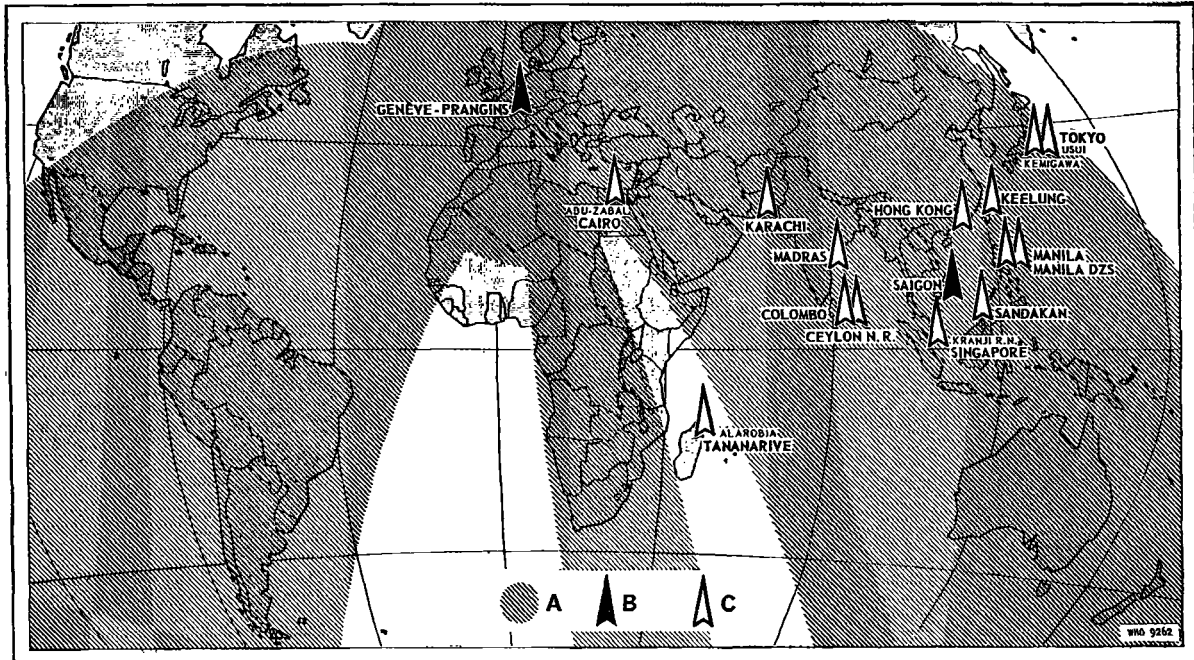 GENÈVE-PRANGINS
TOKYO
USUI
KEMIGAWA
ABU-ZABAL
CAIRO
KARACHI
HONG KONG
KEELUNG
MADRAS
MANILA
MANILA DZS
SAIGON
COLOMBO
CEYLON N.R.
SANDAKAN
KRANJI R.N.
SINGAPORE
ALAROBIA
TANANARIVE
A
B
C
WHO 9262